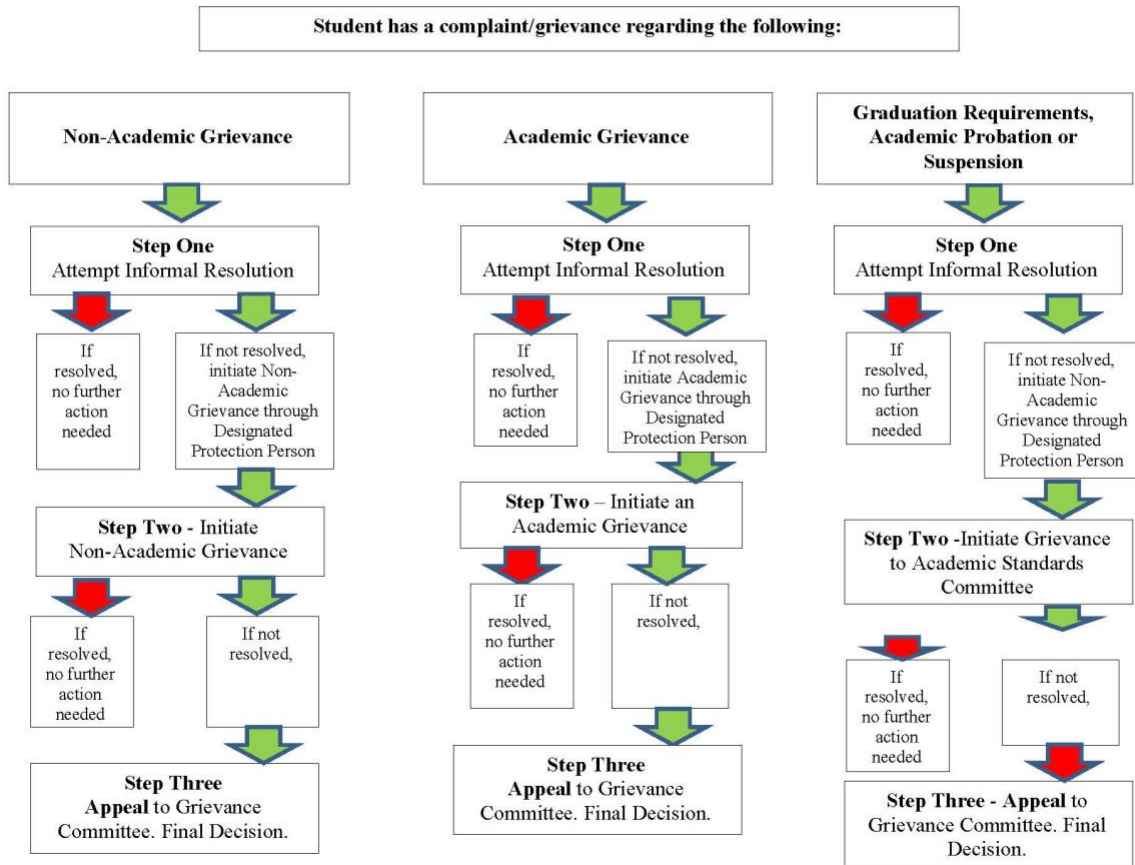 Student has a complaint/grievance regarding the following:
Non-Academic Grievance
Step One
Attempt Informal Resolution
If
resolved,
no further
action
needed
If not resolved,
initiate Non-
Academic
Grievance through
Designated
Protection Person
Step Two - Initiate
Non-Academic Grievance
If
resolved,
no further
action
needed
If not
resolved,
Step Three
Appeal to Grievance
Committee. Final Decision.
Academic Grievance
Step One
Attempt Informal Resolution
If
resolved,
no further
action
needed
If not resolved,
initiate Academic
Grievance through
Designated
Protection Person
Step Two – Initiate an
Academic Grievance
If
resolved,
no further
action
needed
If not
resolved,
Step Three
Appeal to Grievance
Committee. Final Decision.
Graduation Requirements,
Academic Probation or
Suspension
Step One
Attempt Informal Resolution
If
resolved,
no further
action
needed
If not resolved,
initiate Non-
Academic
Grievance through
Designated
Protection Person
Step Two -Initiate Grievance
to Academic Standards
Committee
If
resolved,
no further
action
needed
If not
resolved,
Step Three - Appeal to
Grievance Committee. Final
Decision.